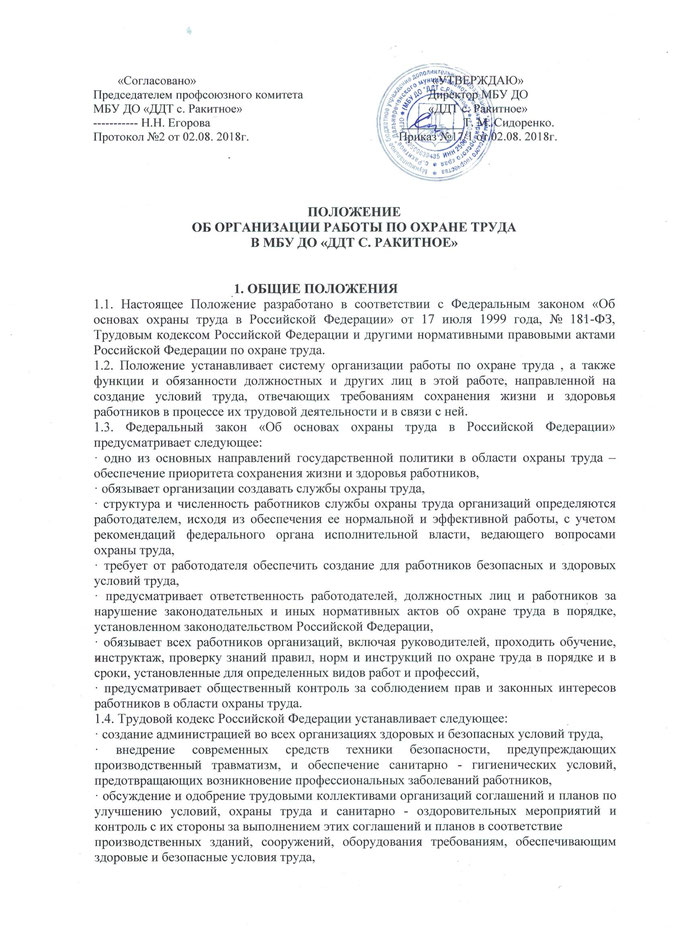 «Согласовано» «УТВЕРЖДАЮ»
Председателем профсоюзного комитета Директор МБУ ДО
МБУ ДО «ДДТ с. Ракитное» «ДДТ с. Ракитное»
----------- Н.Н. Егорова Г. М. Сидоренко.
Протокол №2 от 02.08. 2018г. Приказ №17/1 от 02.08. 2018г.
ПОЛОЖЕНИЕ
ОБ ОРГАНИЗАЦИИ РАБОТЫ ПО ОХРАНЕ ТРУДА
В МБУ ДО «ДДТ С. РАКИТНОЕ»
1. ОБЩИЕ ПОЛОЖЕНИЯ
1.1. Настоящее Положение разработано в соответствии с Федеральным законом «Об
основах охраны труда в Российской Федерации» от 17 июля 1999 года, № 181-ФЗ,
Трудовым кодексом Российской Федерации и другими нормативными правовыми актами
Российской Федерации по охране труда.
1.2. Положение устанавливает систему организации работы по охране труда , а также
функции и обязанности должностных и других лиц в этой работе, направленной на
создание условий труда, отвечающих требованиям сохранения жизни и здоровья
работников в процессе их трудовой деятельности и в связи с ней.
1.3. Федеральный закон «Об основах охраны труда в Российской Федерации»
предусматривает следующее:
· одно из основных направлений государственной политики в области охраны труда –
обеспечение приоритета сохранения жизни и здоровья работников,
· обязывает организации создавать службы охраны труда,
· структура и численность работников службы охраны труда организаций определяются
работодателем, исходя из обеспечения ее нормальной и эффективной работы, с учетом
рекомендаций федерального органа исполнительной власти, ведающего вопросами
охраны труда,
· требует от работодателя обеспечить создание для работников безопасных и здоровых
условий труда,
· предусматривает ответственность работодателей, должностных лиц и работников за
нарушение законодательных и иных нормативных актов об охране труда в порядке,
установленном законодательством Российской Федерации,
· обязывает всех работников организаций, включая руководителей, проходить обучение,
инструктаж, проверку знаний правил, норм и инструкций по охране труда в порядке и в
сроки, установленные для определенных видов работ и профессий,
· предусматривает общественный контроль за соблюдением прав и законных интересов
работников в области охраны труда.
1.4. Трудовой кодекс Российской Федерации устанавливает следующее:
· создание администрацией во всех организациях здоровых и безопасных условий труда,
· внедрение современных средств техники безопасности, предупреждающих
производственный травматизм, и обеспечение санитарно - гигиенических условий,
предотвращающих возникновение профессиональных заболеваний работников,
· обсуждение и одобрение трудовыми коллективами организаций соглашений и планов по
улучшению условий, охраны труда и санитарно - оздоровительных мероприятий и
контроль с их стороны за выполнением этих соглашений и планов в соответствие
производственных зданий, сооружений, оборудования требованиям, обеспечивающим
здоровые и безопасные условия труда,